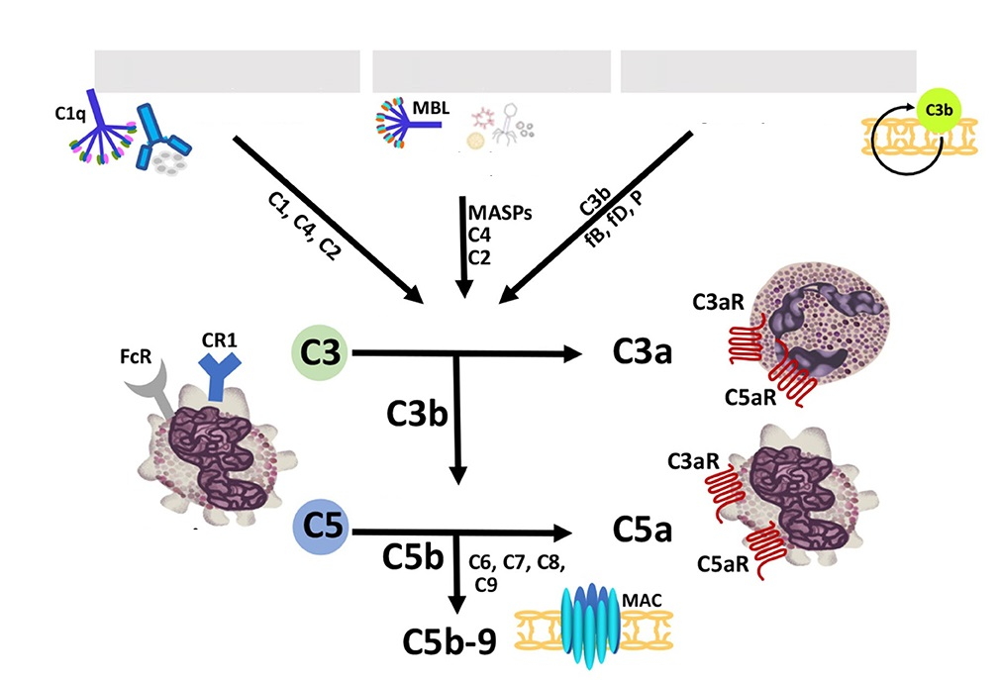 C1q
MBL
C3b
C1, C4, C2
MASPs
C4
C2
C3b
fB, fD, P
C3aR
C5aR
FcR
CR1
C3
C3a
C3b
C3aR
C5aR
C5
C5a
C5b
C6, C7, C8,
C9
C5b-9
MAC